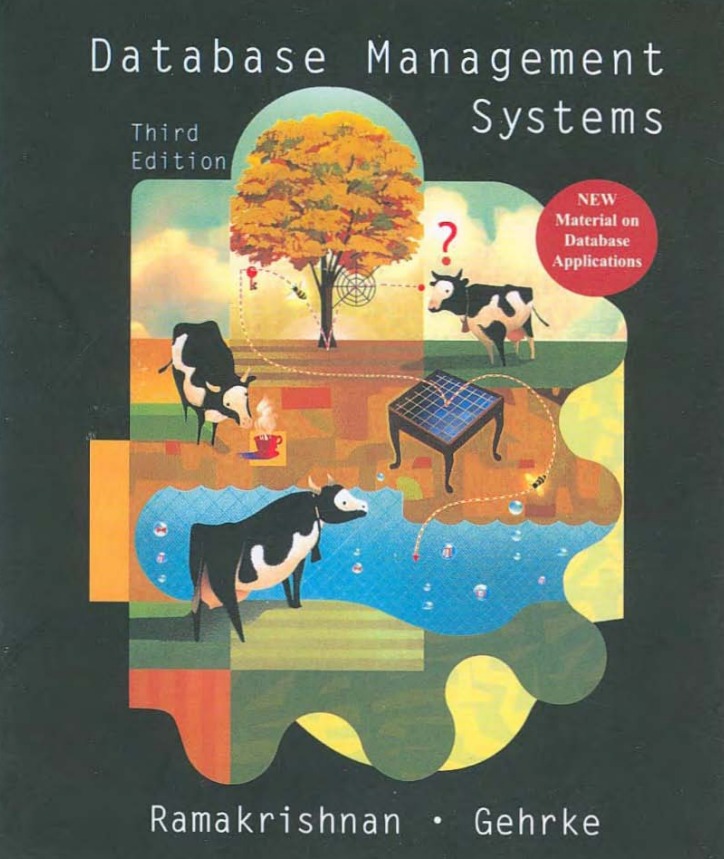 Database Management
Systems
Third
Edition
NEW
Material on
Database
Applications
?
Ramakrishnan • Gehrke